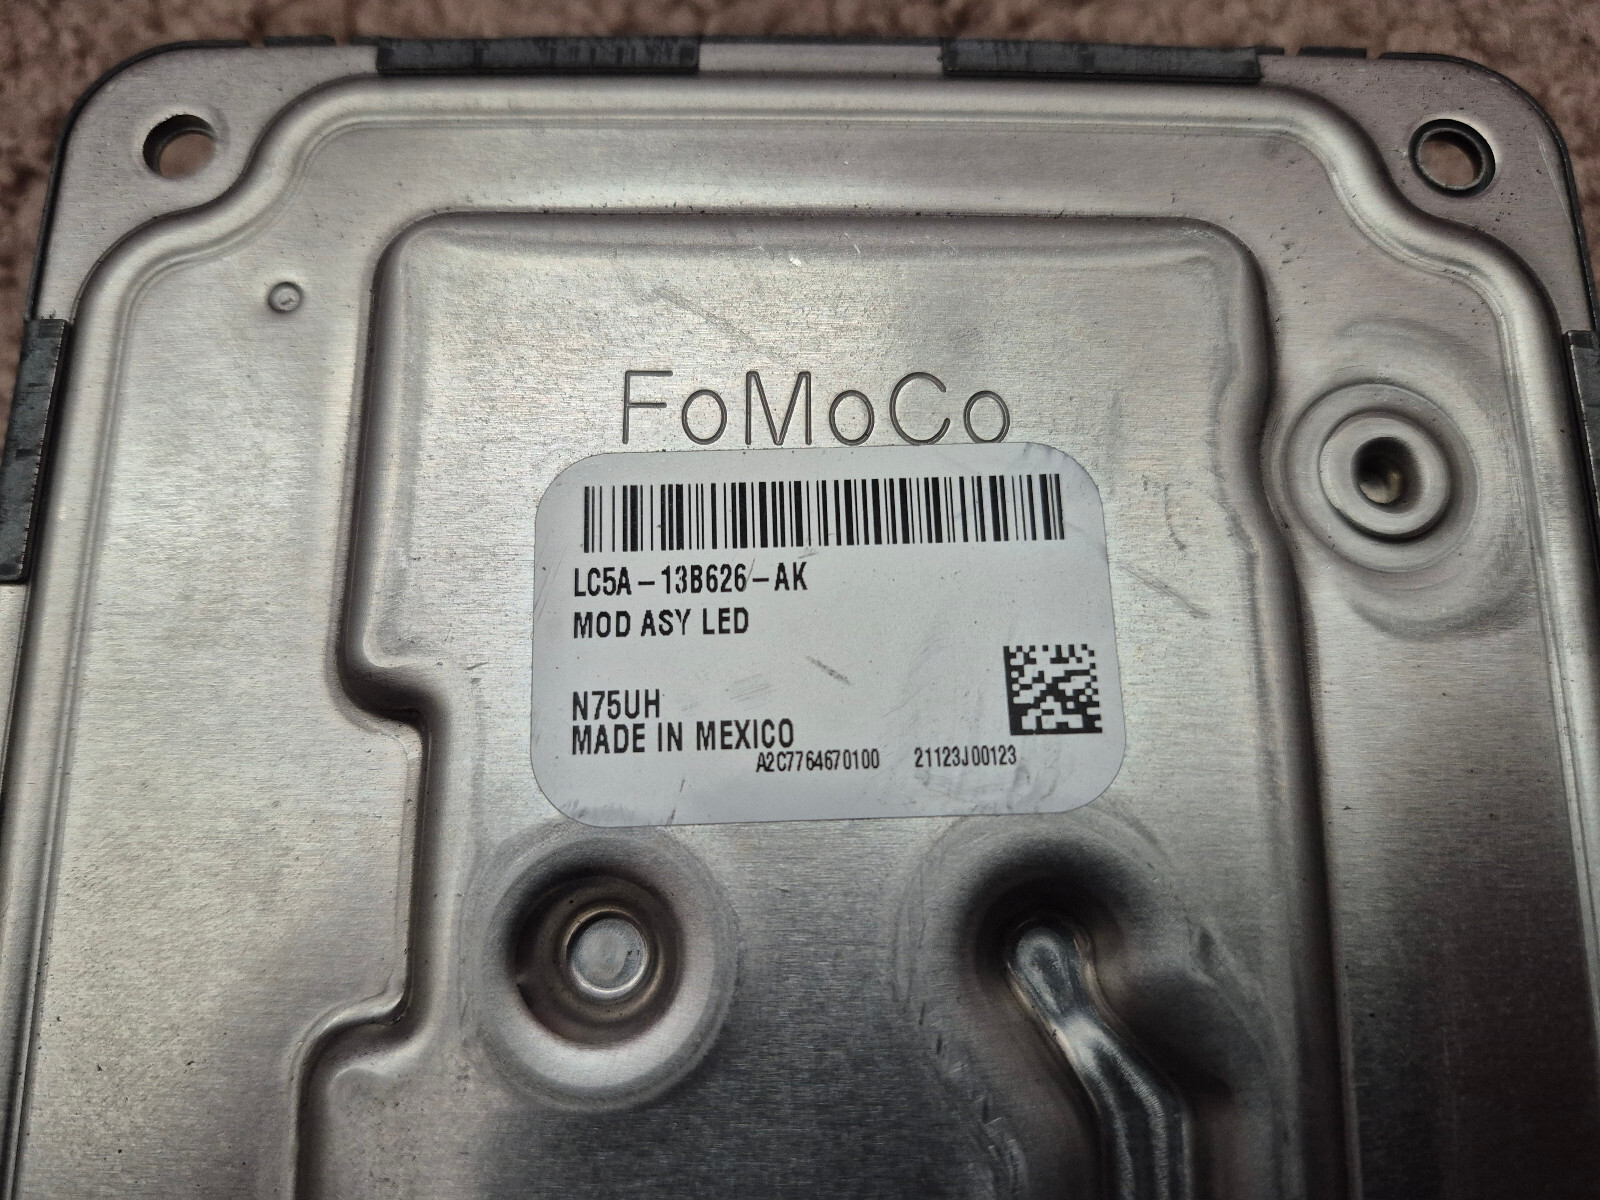 FoMoCo
LC5A-13B626-AK
MOD ASY LED
N75UH
MADE IN MEXICO
A2C7764670100 21123J00123